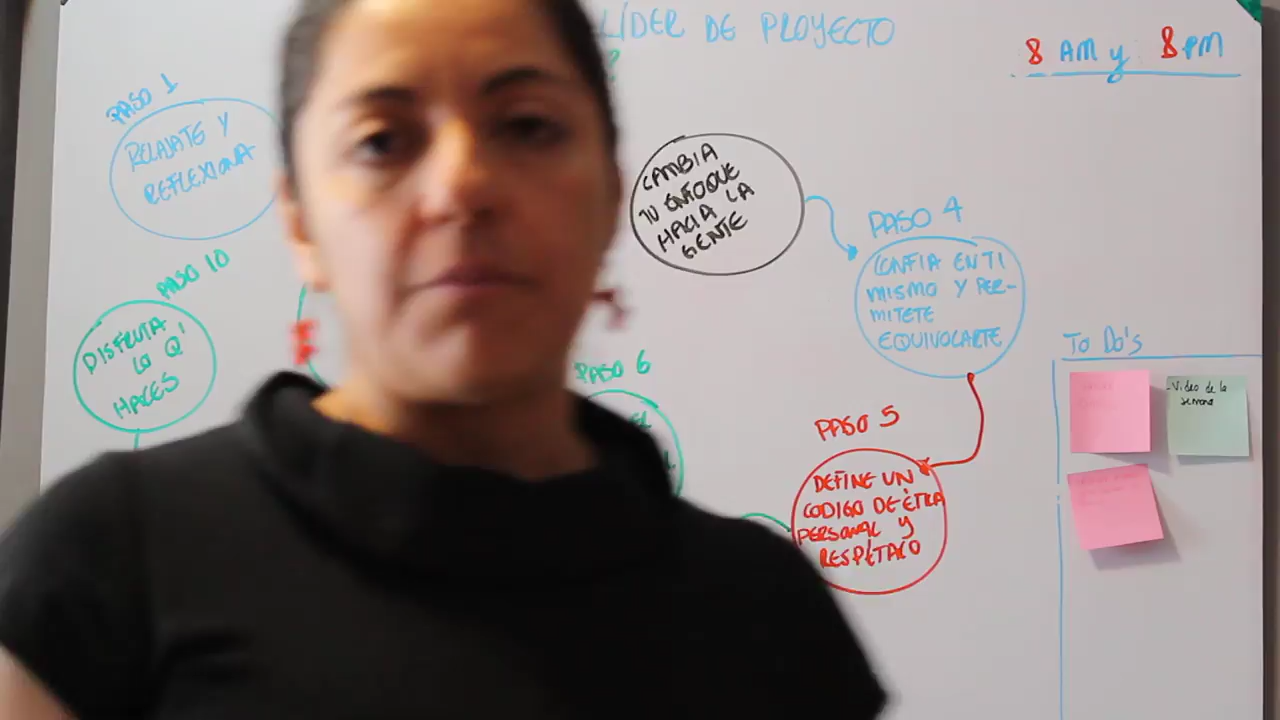 LÍDER DE PROYECTO
?
8 AM y 8 PM
PASO 1
RELAJATE Y
REFLEXIONA
CAMBIA
TU ENFOQUE
HACIA LA
GENTE
PASO 4
CONFIA EN TI
MISMO Y PER-
MITETE
EQUIVOCARTE
PASO 10
DISFRUTA
LO Q'
HACES
PASO 6
EL
PASO 5
DEFINE UN
CODIGO DE ÉTICA
PERSONAL Y
RESPÉTALO
To Do's
-Video de la
semana